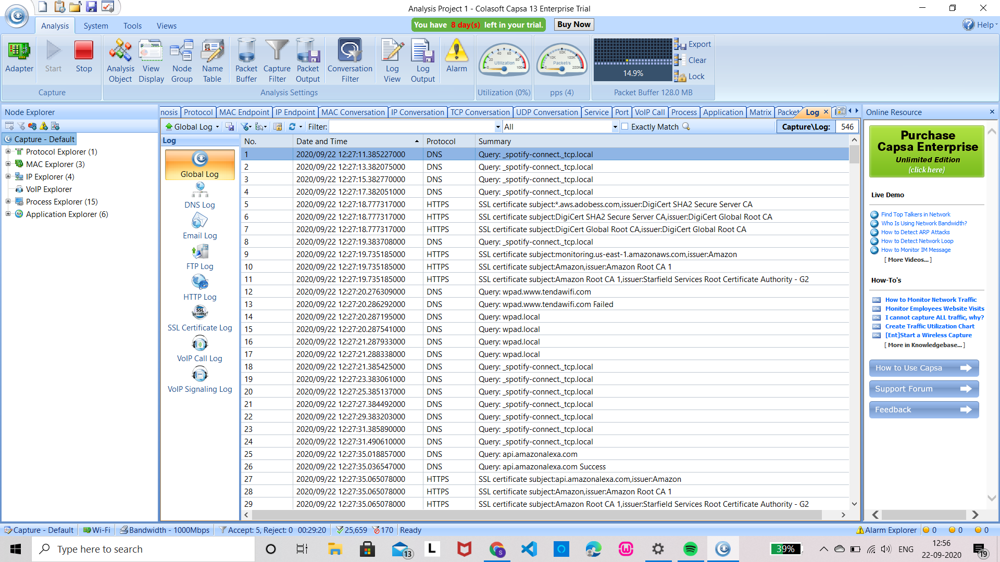 Analysis Project 1 - Colasoft Capsa 13 Enterprise Trial
Analysis System Tools Views
You have 8 day(s) left in your trial. Buy Now
Help
Adapter Start Stop
Capture
Analysis Object View Display Node Group Name Table Packet Buffer Capture Filter Packet Output Conversation Filter Log View Log Output Alarm
Analysis Settings
Utilization
Utilization (0%)
Packet/s
pps (4)
14.9%
Export
Clear
Lock
Packet Buffer 128.0 MB
Node Explorer
Capture - Default
Protocol Explorer (1)
MAC Explorer (3)
IP Explorer (4)
VoIP Explorer
Process Explorer (15)
Application Explorer (6)
nosis Protocol MAC Endpoint IP Endpoint MAC Conversation IP Conversation TCP Conversation UDP Conversation Service Port VoIP Call Process Application Matrix Packet Log
Global Log Filter: All Exactly Match Capture\Log: 546
Log
Global Log
DNS Log
Email Log
FTP Log
HTTP Log
SSL SECURITY
SSL Certificate Log
VoIP Call Log
VoIP Signaling Log
No. Date and Time Protocol Summary
1 2020/09/22 12:27:11.385227000 DNS Query: _spotify-connect._tcp.local
2 2020/09/22 12:27:13.382075000 DNS Query: _spotify-connect._tcp.local
3 2020/09/22 12:27:15.382770000 DNS Query: _spotify-connect._tcp.local
4 2020/09/22 12:27:17.382051000 DNS Query: _spotify-connect._tcp.local
5 2020/09/22 12:27:18.777317000 HTTPS SSL certificate subject:*.aws.adobess.com,issuer:DigiCert SHA2 Secure Server CA
6 2020/09/22 12:27:18.777317000 HTTPS SSL certificate subject:DigiCert SHA2 Secure Server CA,issuer:DigiCert Global Root CA
7 2020/09/22 12:27:18.777317000 HTTPS SSL certificate subject:DigiCert Global Root CA,issuer:DigiCert Global Root CA
8 2020/09/22 12:27:19.383708000 DNS Query: _spotify-connect._tcp.local
9 2020/09/22 12:27:19.735185000 HTTPS SSL certificate subject:monitoring.us-east-1.amazonaws.com,issuer:Amazon
10 2020/09/22 12:27:19.735185000 HTTPS SSL certificate subject:Amazon,issuer:Amazon Root CA 1
11 2020/09/22 12:27:19.735185000 HTTPS SSL certificate subject:Amazon Root CA 1,issuer:Starfield Services Root Certificate Authority - G2
12 2020/09/22 12:27:20.276309000 DNS Query: wpad.www.tendawifi.com
13 2020/09/22 12:27:20.286292000 DNS Query: wpad.www.tendawifi.com Failed
14 2020/09/22 12:27:20.287195000 DNS Query: wpad.local
15 2020/09/22 12:27:20.287541000 DNS Query: wpad.local
16 2020/09/22 12:27:21.287933000 DNS Query: wpad.local
17 2020/09/22 12:27:21.288338000 DNS Query: wpad.local
18 2020/09/22 12:27:21.385425000 DNS Query: _spotify-connect._tcp.local
19 2020/09/22 12:27:23.383061000 DNS Query: _spotify-connect._tcp.local
20 2020/09/22 12:27:25.385137000 DNS Query: _spotify-connect._tcp.local
21 2020/09/22 12:27:27.384492000 DNS Query: _spotify-connect._tcp.local
22 2020/09/22 12:27:29.383203000 DNS Query: _spotify-connect._tcp.local
23 2020/09/22 12:27:31.385890000 DNS Query: _spotify-connect._tcp.local
24 2020/09/22 12:27:31.490610000 DNS Query: _spotify-connect._tcp.local
25 2020/09/22 12:27:35.018857000 DNS Query: api.amazonalexa.com
26 2020/09/22 12:27:35.036547000 DNS Query: api.amazonalexa.com Success
27 2020/09/22 12:27:35.065078000 HTTPS SSL certificate subject:api.amazonalexa.com,issuer:Amazon
28 2020/09/22 12:27:35.065078000 HTTPS SSL certificate subject:Amazon,issuer:Amazon Root CA 1
29 2020/09/22 12:27:35.065078000 HTTPS SSL certificate subject:Amazon Root CA 1,issuer:Starfield Services Root Certificate Authority - G2
Online Resource
Purchase
Capsa Enterprise
Unlimited Edition
(click here)
Live Demo
Find Top Talkers in Network
Who Is Using Network Bandwidth?
How to Detect ARP Attacks
How to Detect Network Loop
How to Monitor IM Message
[ More Videos... ]
How-To's
How to Monitor Network Traffic
Monitor Employees Website Visits
I cannot capture ALL traffic, why?
Create Traffic Utilization Chart
[Ent]Start a Wireless Capture
[ More in Knowledgebase... ]
How to Use Capsa
Support Forum
Feedback
Capture - Default Wi-Fi Bandwidth - 1000Mbps Accept: 5, Reject: 0 00:29:20 25,659 170 Ready Alarm Explorer 0 0 0
Type here to search 13 L S 39% ENG 12:56
22-09-2020 19